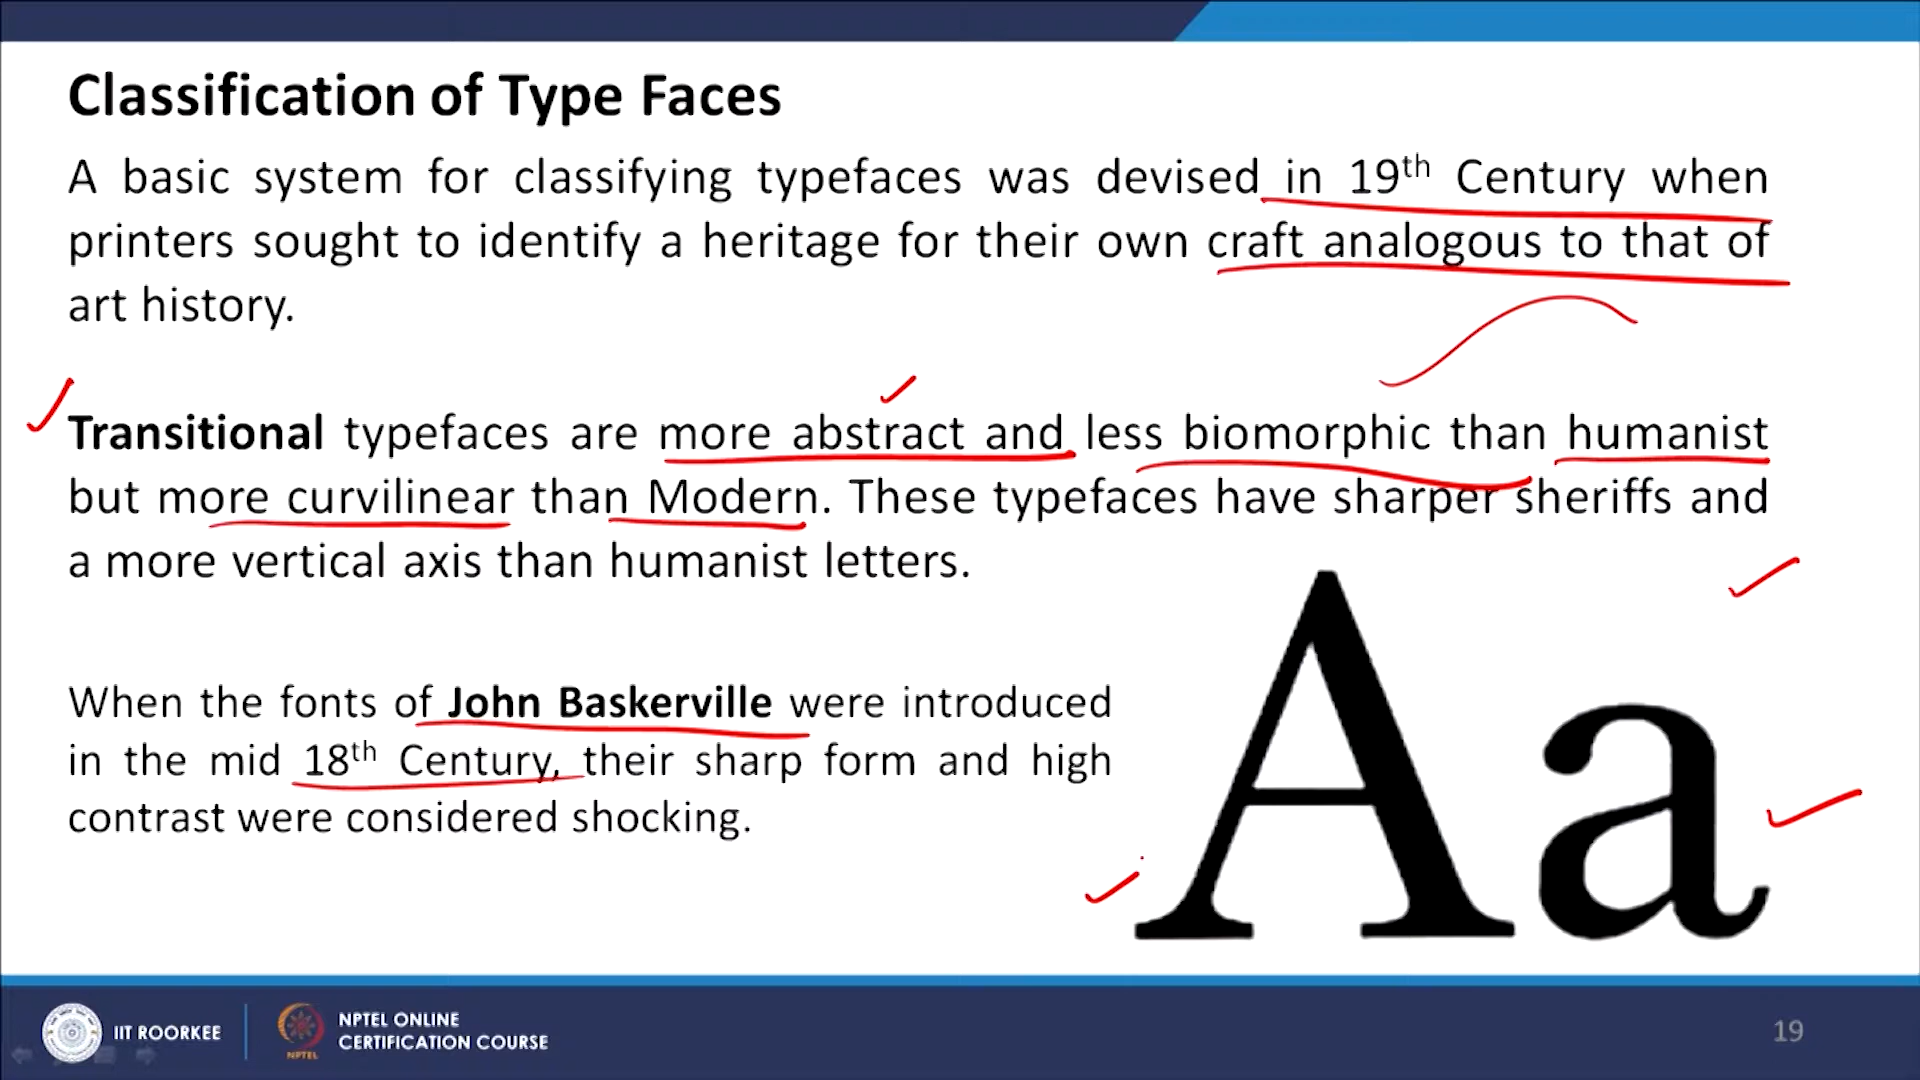 Classification of Type Faces
A basic system for classifying typefaces was devised in 19th Century when
printers sought to identify a heritage for their own craft analogous to that of
art history.
Transitional typefaces are more abstract and less biomorphic than humanist
but more curvilinear than Modern. These typefaces have sharper sheriffs and
a more vertical axis than humanist letters.
When the fonts of John Baskerville were introduced
in the mid 18th Century, their sharp form and high
contrast were considered shocking.
Aa
IIT ROORKEE
NPTEL
NPTEL ONLINE
CERTIFICATION COURSE
19